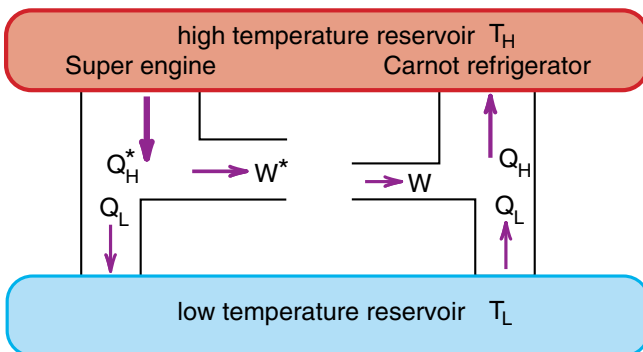 high temperature reservoir T_H
Super engine Carnot refrigerator
Q*_H W* W Q_H
Q_L Q_L
low temperature reservoir T_L